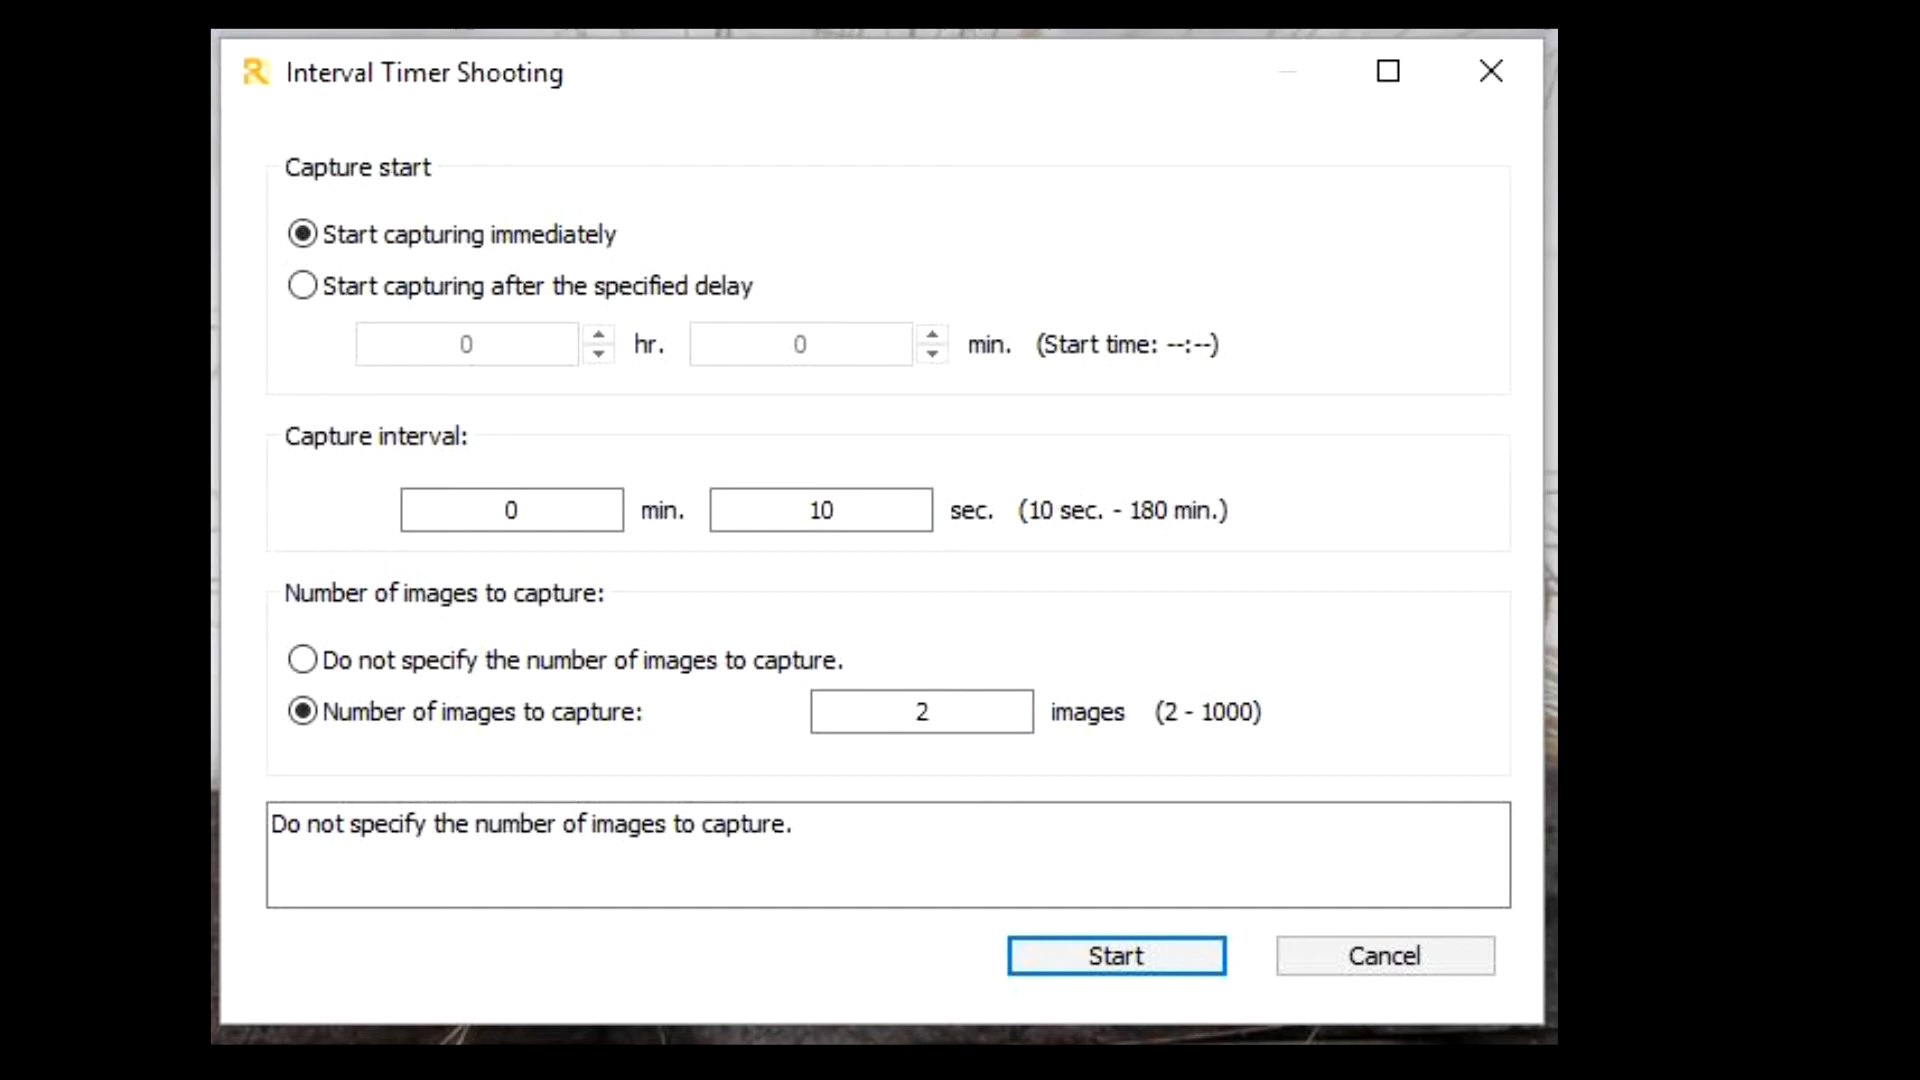 Interval Timer Shooting
Capture start
Start capturing immediately
Start capturing after the specified delay
0 hr. 0 min. (Start time: --:--)
Capture interval:
0 min. 10 sec. (10 sec. - 180 min.)
Number of images to capture:
Do not specify the number of images to capture.
Number of images to capture: 2 images (2 - 1000)
Do not specify the number of images to capture.
Start Cancel